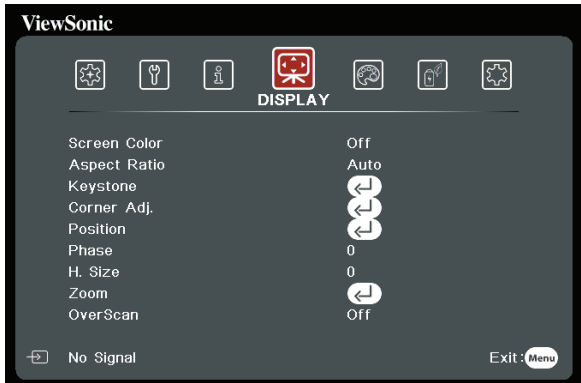 ViewSonic
DISPLAY
Screen Color Off
Aspect Ratio Auto
Keystone
Corner Adj.
Position
Phase 0
H. Size 0
Zoom
OverScan Off
No Signal Exit: Menu